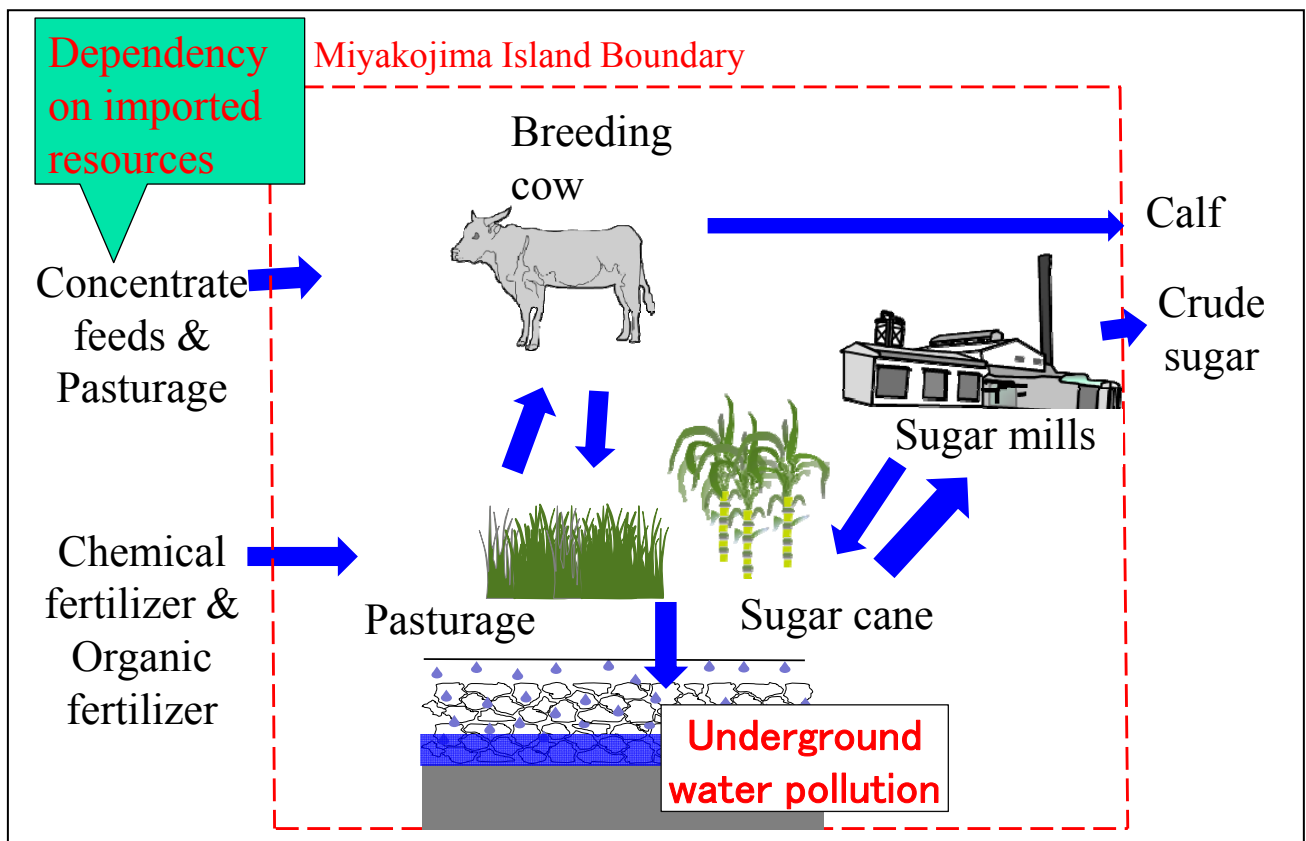 Dependency
on imported
resources
Miyakojima Island Boundary
Breeding
cow
Calf
Concentrate
feeds &
Pasturage
Crude
sugar
Sugar mills
Chemical
fertilizer &
Organic
fertilizer
Pasturage
Sugar cane
Underground
water pollution